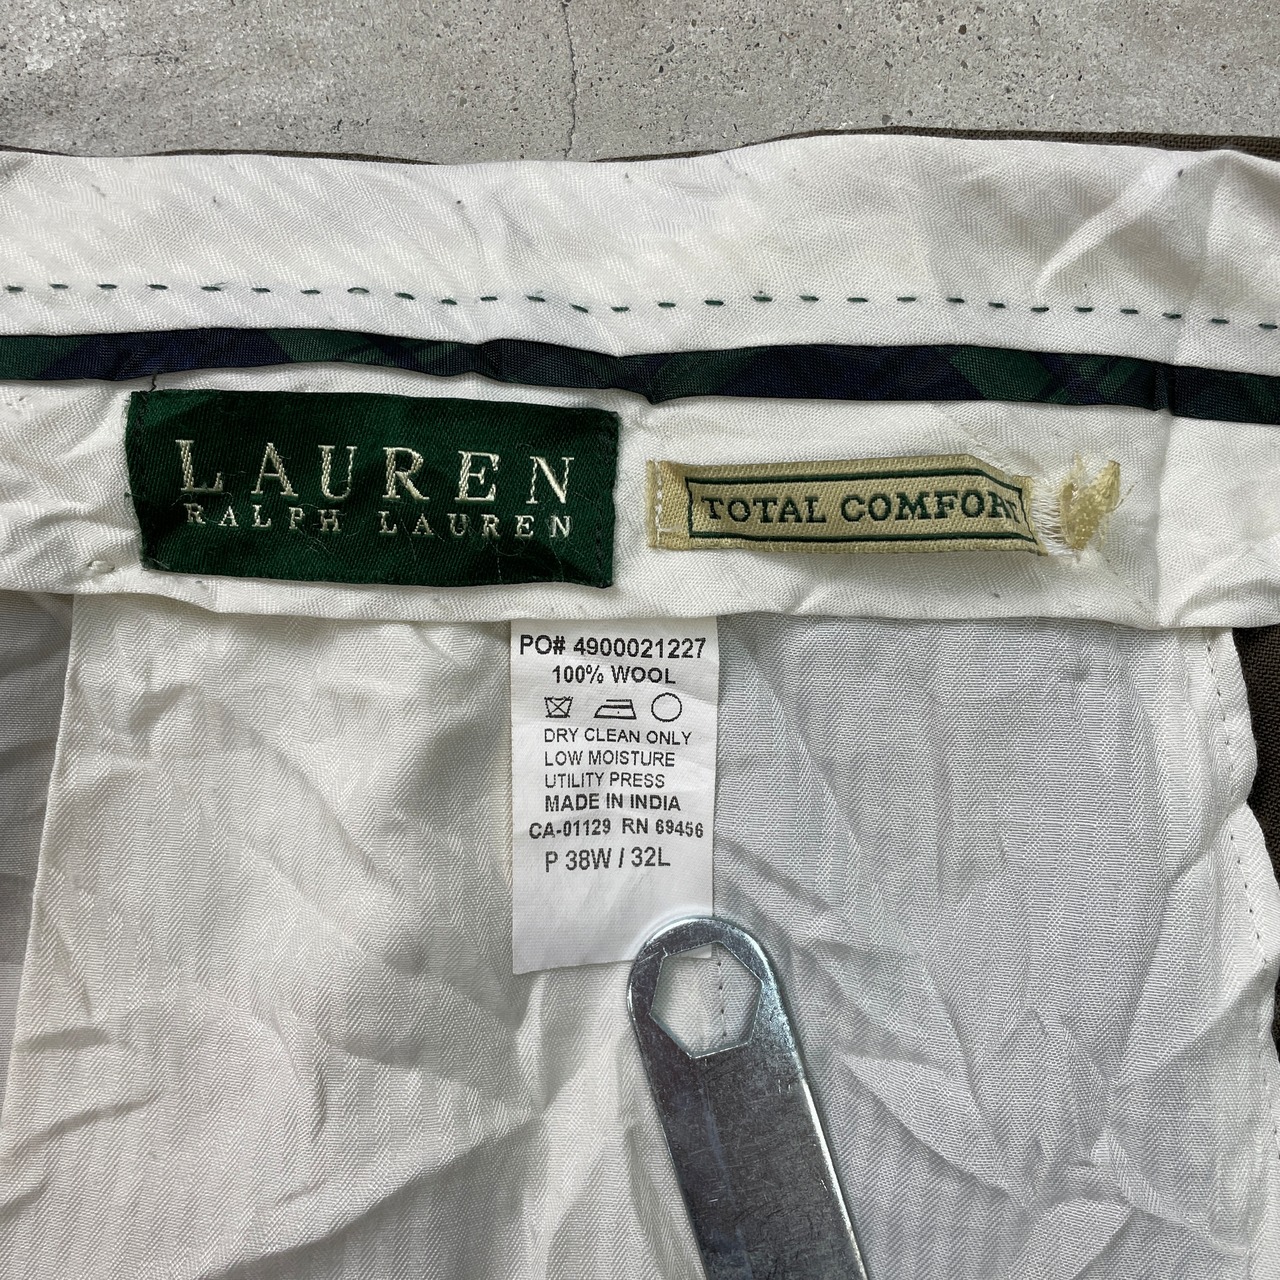 LAUREN
RALPH LAUREN
TOTAL COMFORT
PO# 4900021227
100% WOOL
DRY CLEAN ONLY
LOW MOISTURE
UTILITY PRESS
MADE IN INDIA
CA-01129 RN 69456
P 38W / 32L